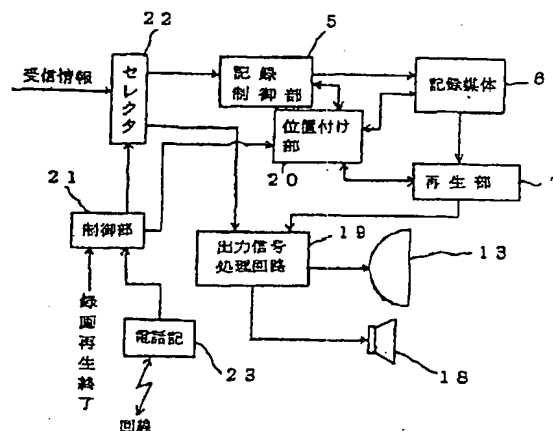 22
5
受信情報
セレクタ
記録
制御部
記録媒体
6
位置付け
部
20
21
再生部
制御部
出力信号
処理回路
19
13
録画再生終了
電話記
23
18
回線